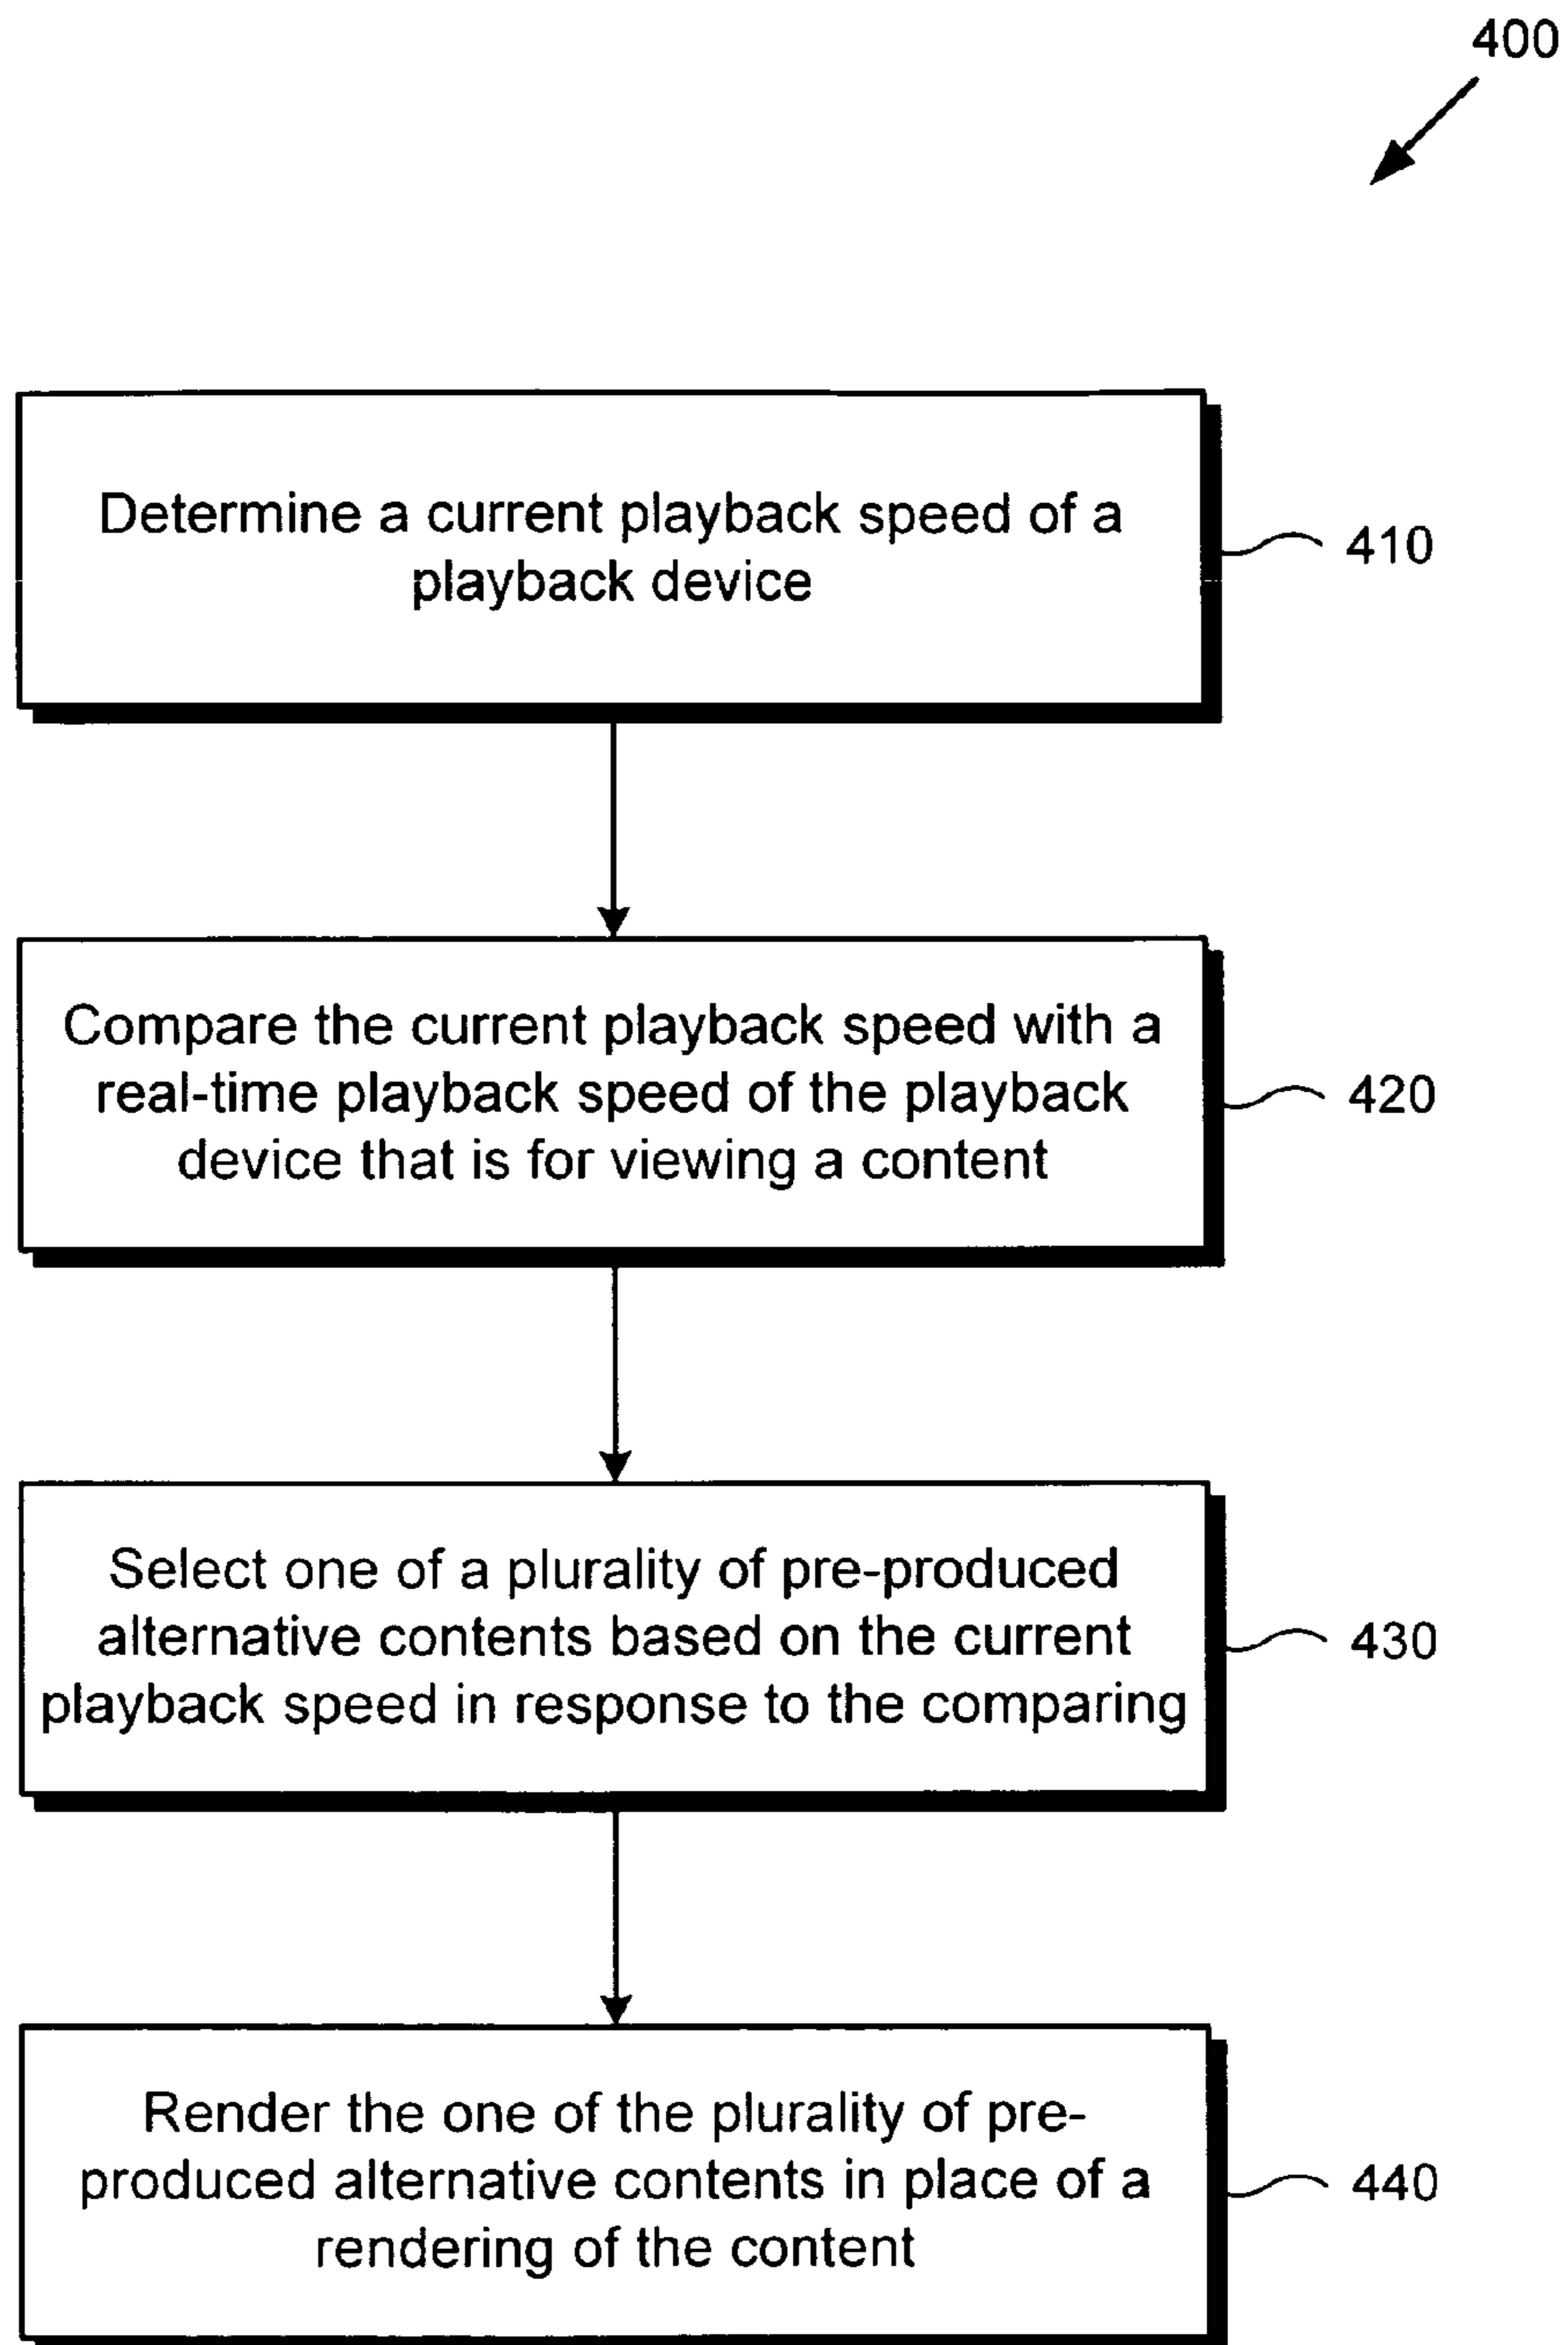 400
Determine a current playback speed of a
playback device
410
Compare the current playback speed with a
real-time playback speed of the playback
device that is for viewing a content
420
Select one of a plurality of pre-produced
alternative contents based on the current
playback speed in response to the comparing
430
Render the one of the plurality of pre-
produced alternative contents in place of a
rendering of the content
440